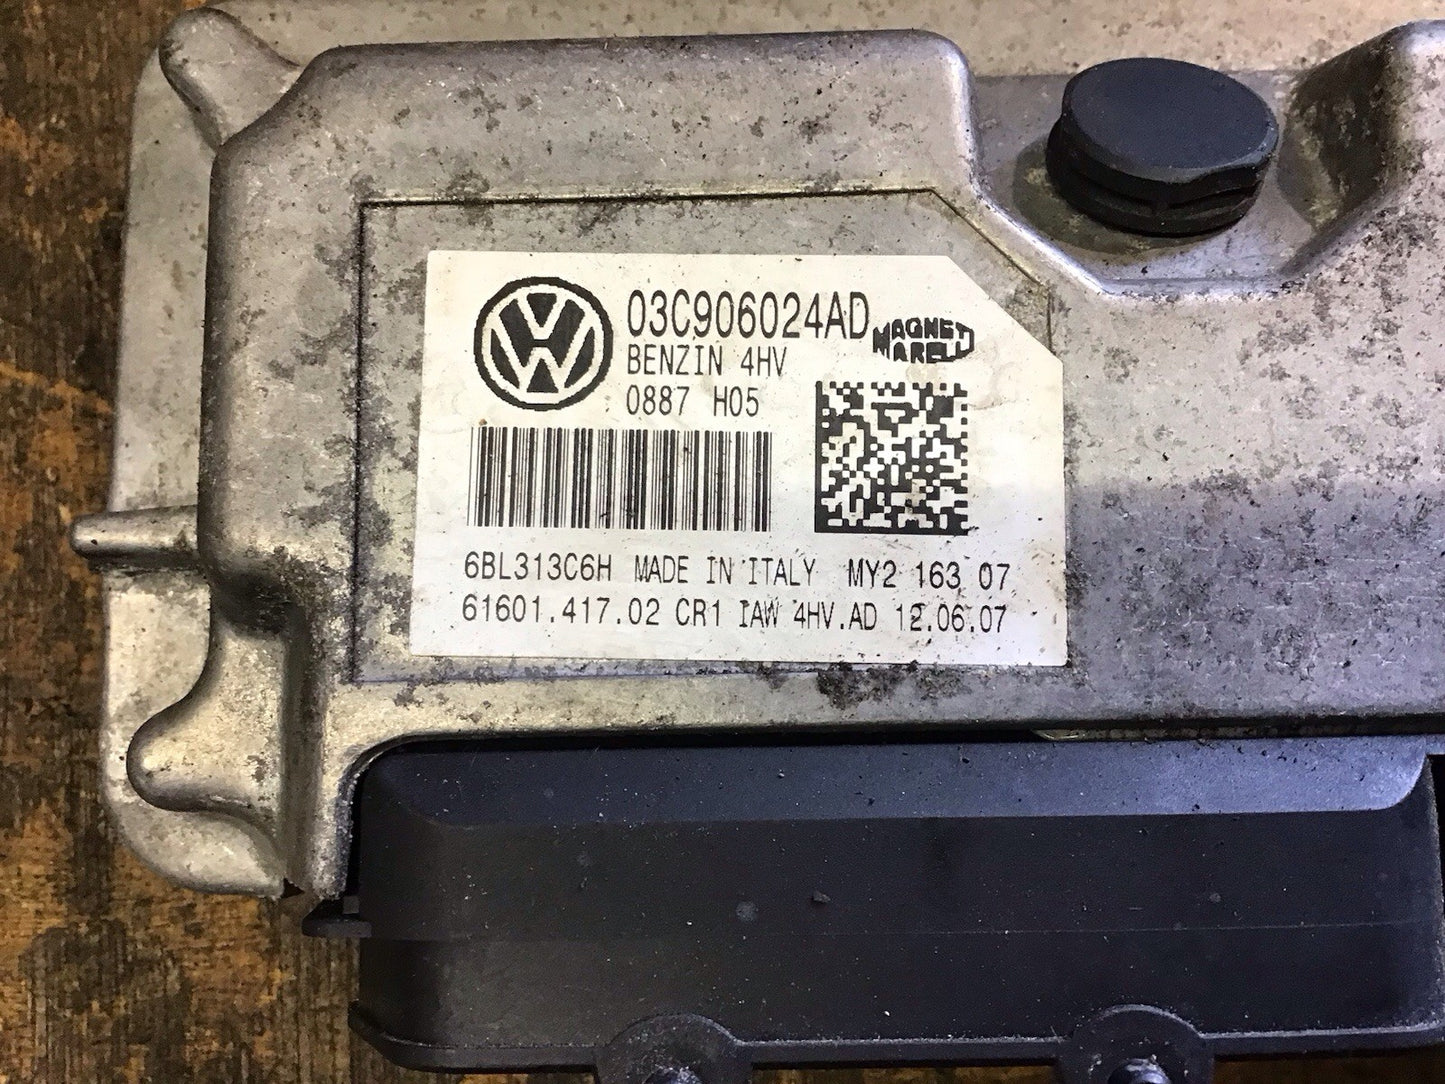 03C906024AD
MAGNETI
MARELLI
BENZIN 4HV
0887 H05
6BL313C6H MADE IN ITALY MY2 163 07
61601.417.02 CR1 IAW 4HV.AD 12.06.07